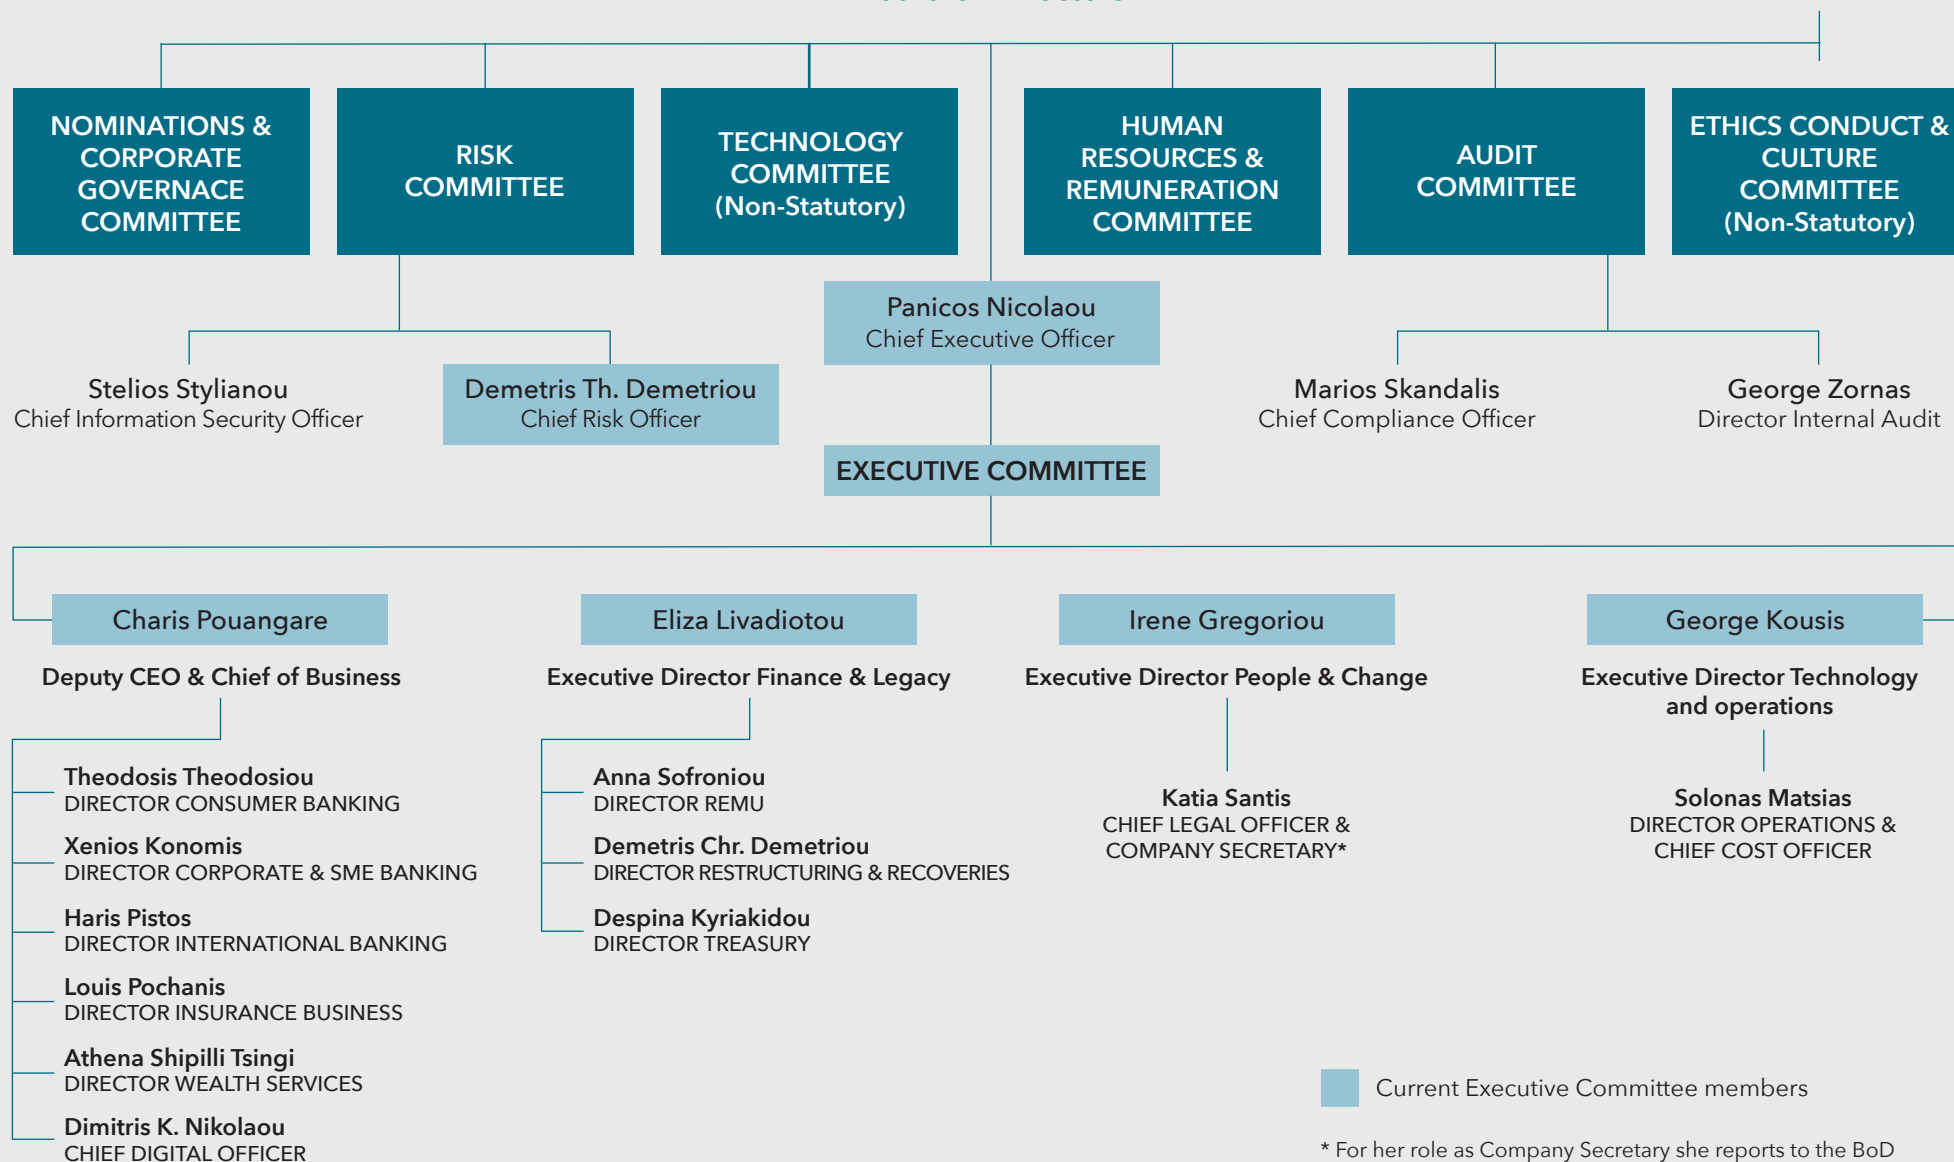 NOMINATIONS &
CORPORATE
GOVERNACE
COMMITTEE
RISK
COMMITTEE
TECHNOLOGY
COMMITTEE
(Non-Statutory)
HUMAN
RESOURCES &
REMUNERATION
COMMITTEE
AUDIT
COMMITTEE
ETHICS CONDUCT &
CULTURE
COMMITTEE
(Non-Statutory)
Panicos Nicolaou
Chief Executive Officer
Stelios Stylianou
Chief Information Security Officer
Demetris Th. Demetriou
Chief Risk Officer
Marios Skandalis
Chief Compliance Officer
George Zornas
Director Internal Audit
EXECUTIVE COMMITTEE
Charis Pouangare
Deputy CEO & Chief of Business
Theodosis Theodosiou
DIRECTOR CONSUMER BANKING
Xenios Konomis
DIRECTOR CORPORATE & SME BANKING
Haris Pistos
DIRECTOR INTERNATIONAL BANKING
Louis Pochanis
DIRECTOR INSURANCE BUSINESS
Athena Shipilli Tsingi
DIRECTOR WEALTH SERVICES
Dimitris K. Nikolaou
CHIEF DIGITAL OFFICER
Eliza Livadiotou
Executive Director Finance & Legacy
Anna Sofroniou
DIRECTOR REMU
Demetris Chr. Demetriou
DIRECTOR RESTRUCTURING & RECOVERIES
Despina Kyriakidou
DIRECTOR TREASURY
Irene Gregoriou
Executive Director People & Change
Katia Santis
CHIEF LEGAL OFFICER &
COMPANY SECRETARY*
George Kousis
Executive Director Technology
and operations
Solonas Matsias
DIRECTOR OPERATIONS &
CHIEF COST OFFICER
Current Executive Committee members
* For her role as Company Secretary she reports to the BoD